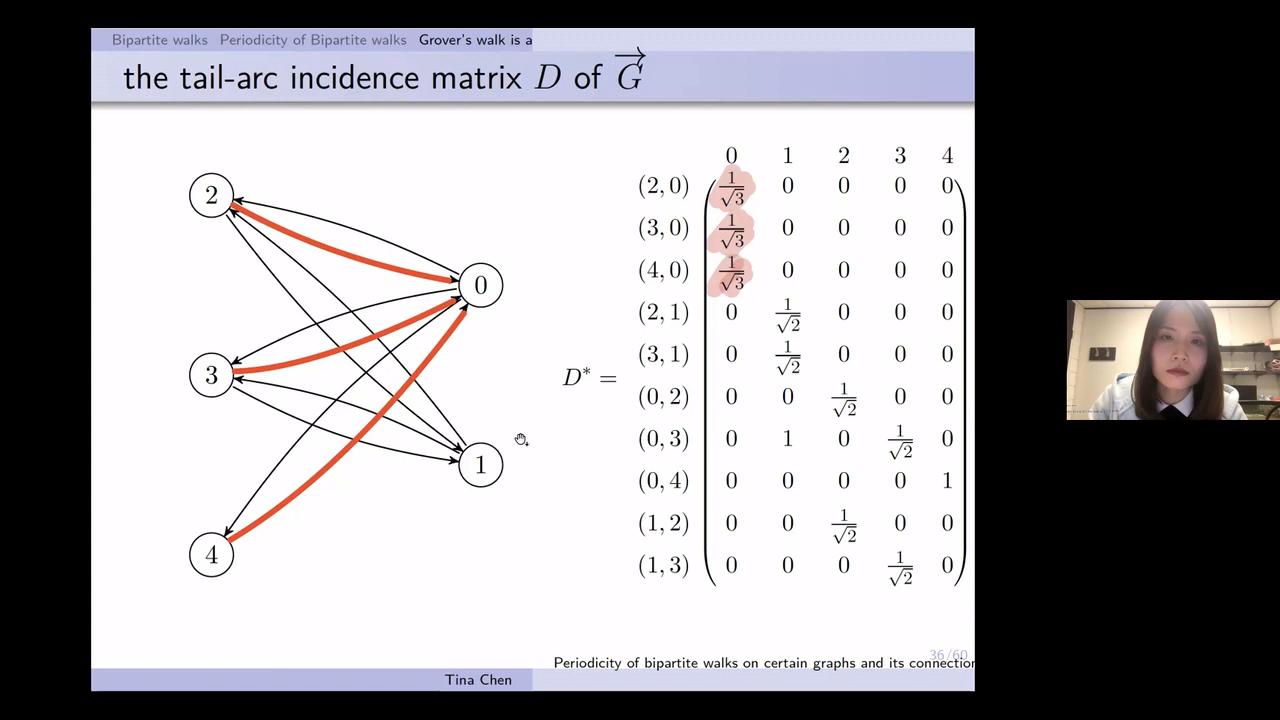 Bipartite walks Periodicity of Bipartite walks Grover's walk is a
the tail-arc incidence matrix D of G
2
0
3
1
4
D* =
0 1 2 3 4
(2, 0) 1/√3 0 0 0 0
(3, 0) 1/√3 0 0 0 0
(4, 0) 1/√3 0 0 0 0
(2, 1) 0 1/√2 0 0 0
(3, 1) 0 1/√2 0 0 0
(0, 2) 0 0 1/√2 0 0
(0, 3) 0 1 0 1/√2 0
(0, 4) 0 0 0 0 1
(1, 2) 0 0 1/√2 0 0
(1, 3) 0 0 0 1/√2 0
36/60
Periodicity of bipartite walks on certain graphs and its connection
Tina Chen